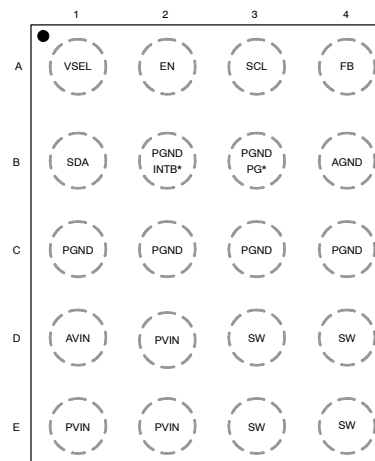 1 2 3 4
A VSEL EN SCL FB
B SDA PGND PGND AGND
INTB* PG*
C PGND PGND PGND PGND
D AVIN PVIN SW SW
E PVIN PVIN SW SW